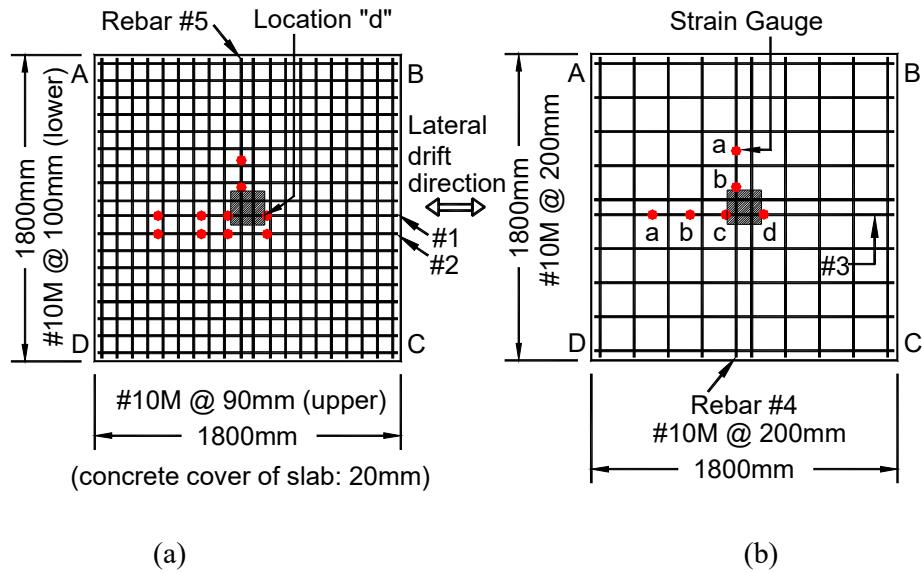 Rebar #5
Location "d"
A
B
#10M @ 100mm (lower)
1800mm
Lateral
drift
direction
#1
#2
D
C
#10M @ 90mm (upper)
1800mm
(concrete cover of slab: 20mm)
(a)
Strain Gauge
A
B
1800mm
#10M @ 200mm
a
b
a
b
c
d
#3
D
C
Rebar #4
#10M @ 200mm
1800mm
(b)